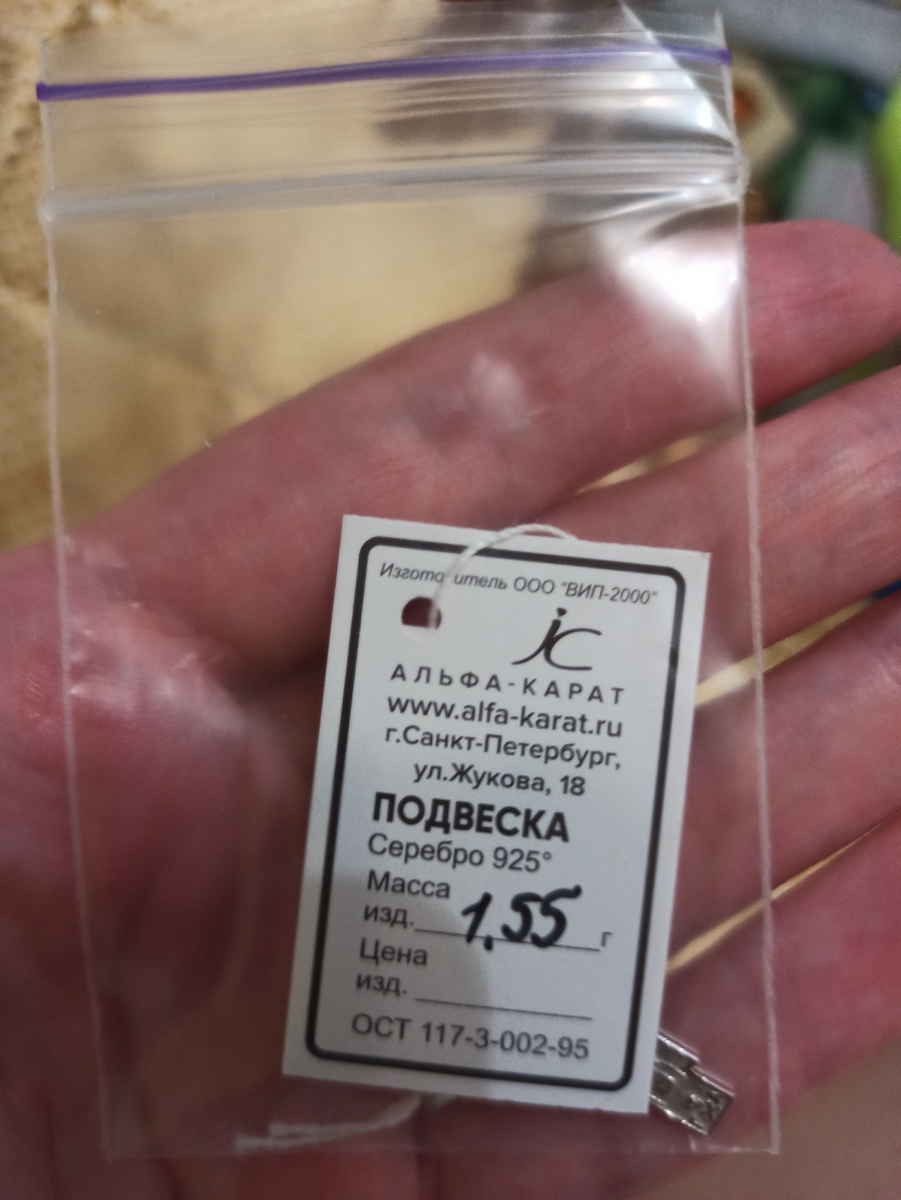 Изготовитель ООО "ВИП-2000"
jc
АЛЬФА-КАРАТ
www.alfa-karat.ru
г.Санкт-Петербург,
ул.Жукова, 18
ПОДВЕСКА
Серебро 925°
Масса
изд. 1,55 г
Цена
изд.
ОСТ 117-3-002-95